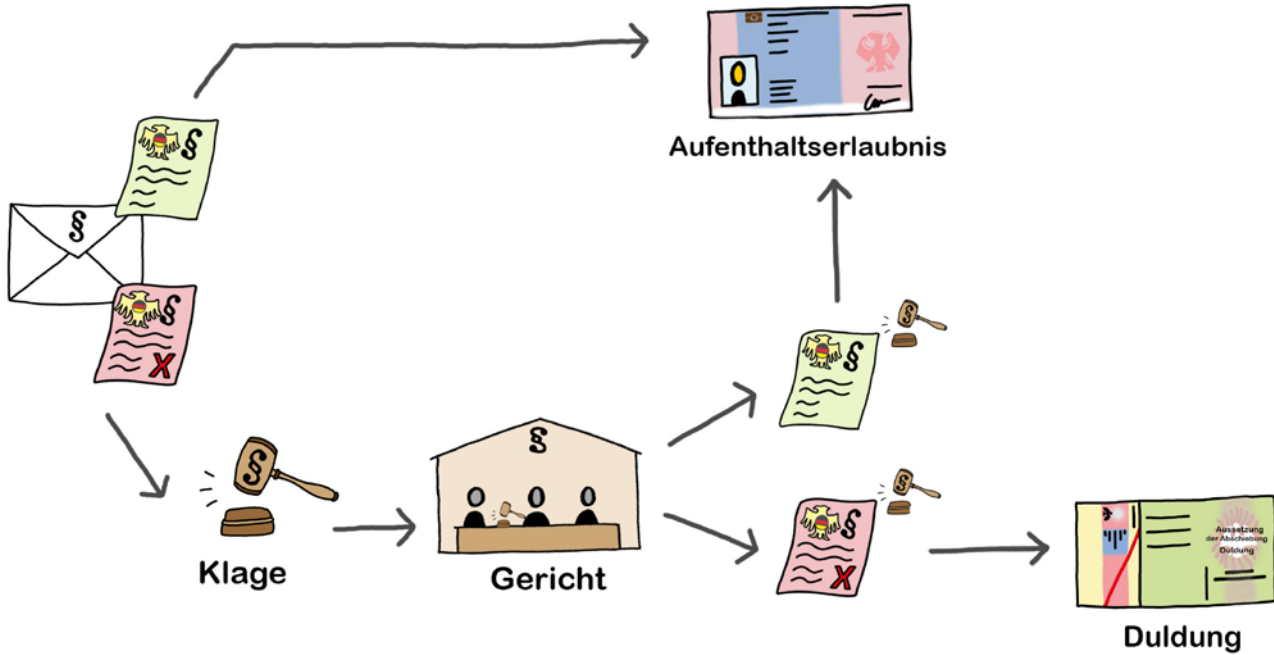 §
§
Aufenthaltserlaubnis
§
X
§
§
§
§
§
§
X
Klage
Gericht
Aussetzung
der Abschiebung
Duldung
Duldung